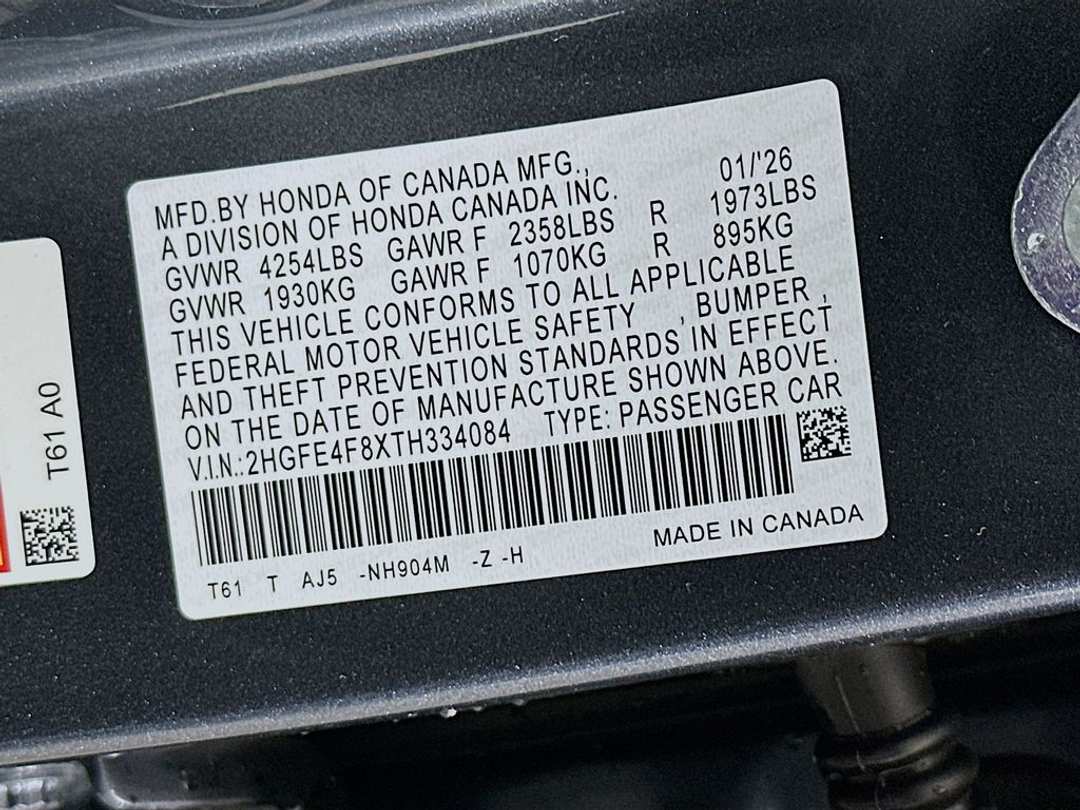 MFD.BY HONDA OF CANADA MFG., 01/'26
A DIVISION OF HONDA CANADA INC.
GVWR 4254LBS GAWR F 2358LBS R 1973LBS
GVWR 1930KG GAWR F 1070KG R 895KG
THIS VEHICLE CONFORMS TO ALL APPLICABLE
FEDERAL MOTOR VEHICLE SAFETY , BUMPER ,
AND THEFT PREVENTION STANDARDS IN EFFECT
ON THE DATE OF MANUFACTURE SHOWN ABOVE.
V.I.N.:2HGFE4F8XTH334084 TYPE: PASSENGER CAR
MADE IN CANADA
T61 T AJ5 -NH904M -Z -H
T61 A0